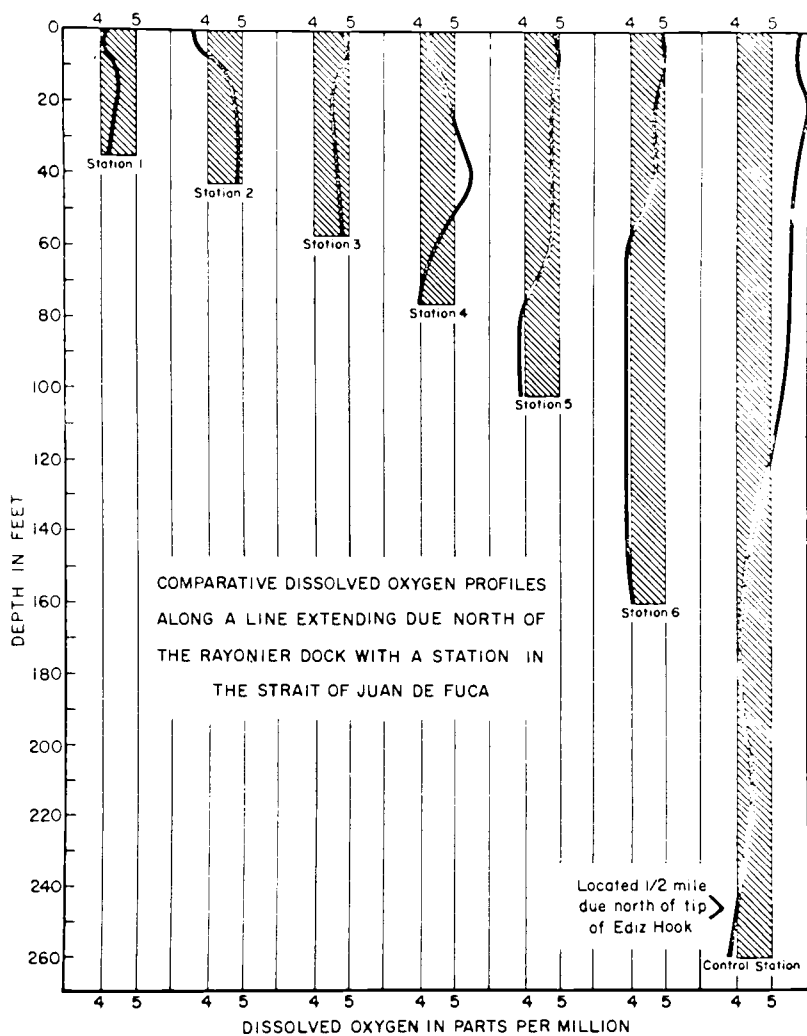 4 5 4 5 4 5 4 5 4 5 4 5 4 5
0
20
40
60
80
100
120
140
160
180
200
220
240
260
DEPTH IN FEET
Station 1
Station 2
Station 3
Station 4
Station 5
Station 6
COMPARATIVE DISSOLVED OXYGEN PROFILES
ALONG A LINE EXTENDING DUE NORTH OF
THE RAYONIER DOCK WITH A STATION IN
THE STRAIT OF JUAN DE FUCA
Located 1/2 mile
due north of tip
of Ediz Hook
Control Station
4 5 4 5 4 5 4 5 4 5 4 5 4 5
DISSOLVED OXYGEN IN PARTS PER MILLION